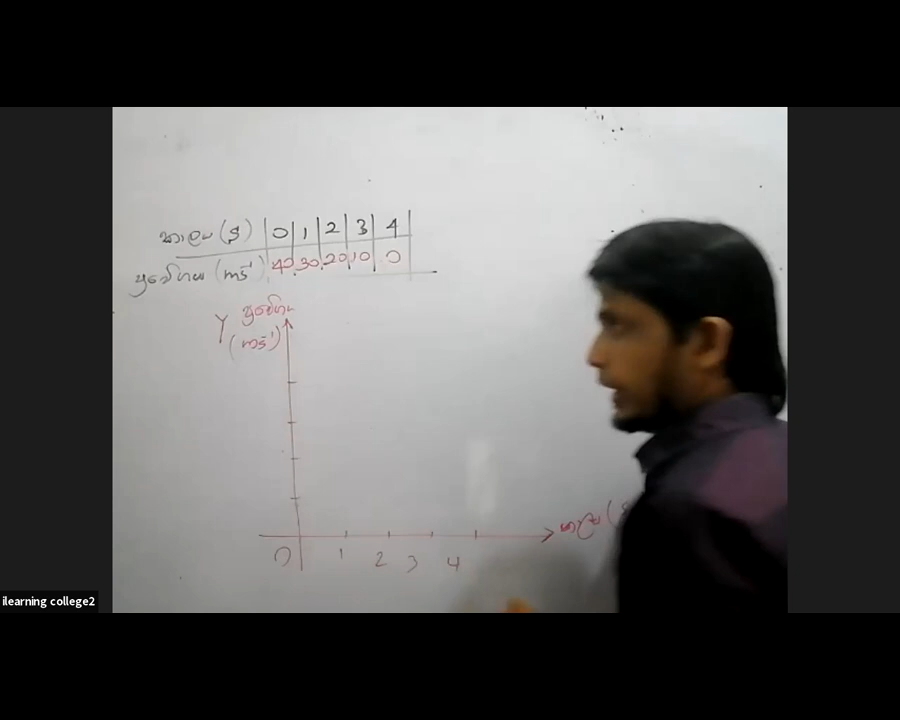 කාලය (s) 0 1 2 3 4
ප්‍රවේගය (ms⁻¹) 40 30 20 10 0
Y ප්‍රවේගය
(ms⁻¹)
කාලය (s
0 1 2 3 4
ilearning college2